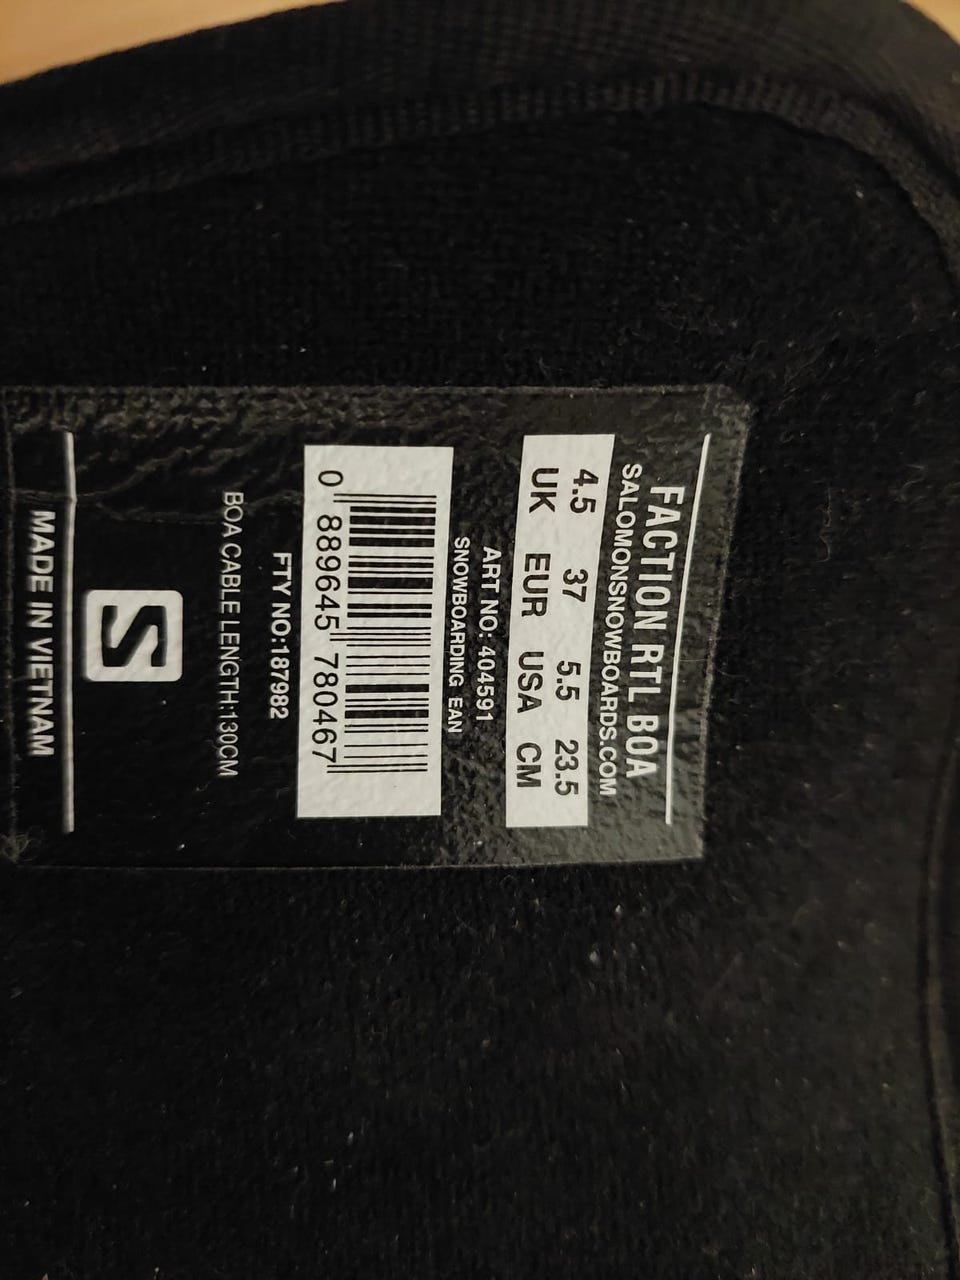 FACTION RTL BOA
SALOMONSNOWBOARDS.COM
4.5 37 5.5 23.5
UK EUR USA CM
ART NO: 404591
SNOWBOARDING EAN
0 889645 780467
FTY NO:187982
BOA CABLE LENGTH:130CM
S
MADE IN VIETNAM